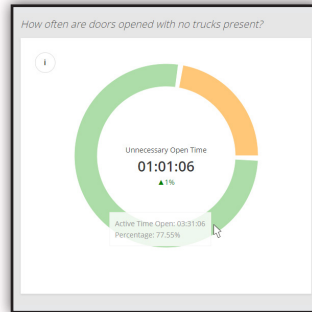 How often are doors opened with no trucks present?
i
Unnecessary Open Time
01:01:06
▲1%
Active Time Open: 03:31:06
Percentage: 77.55%